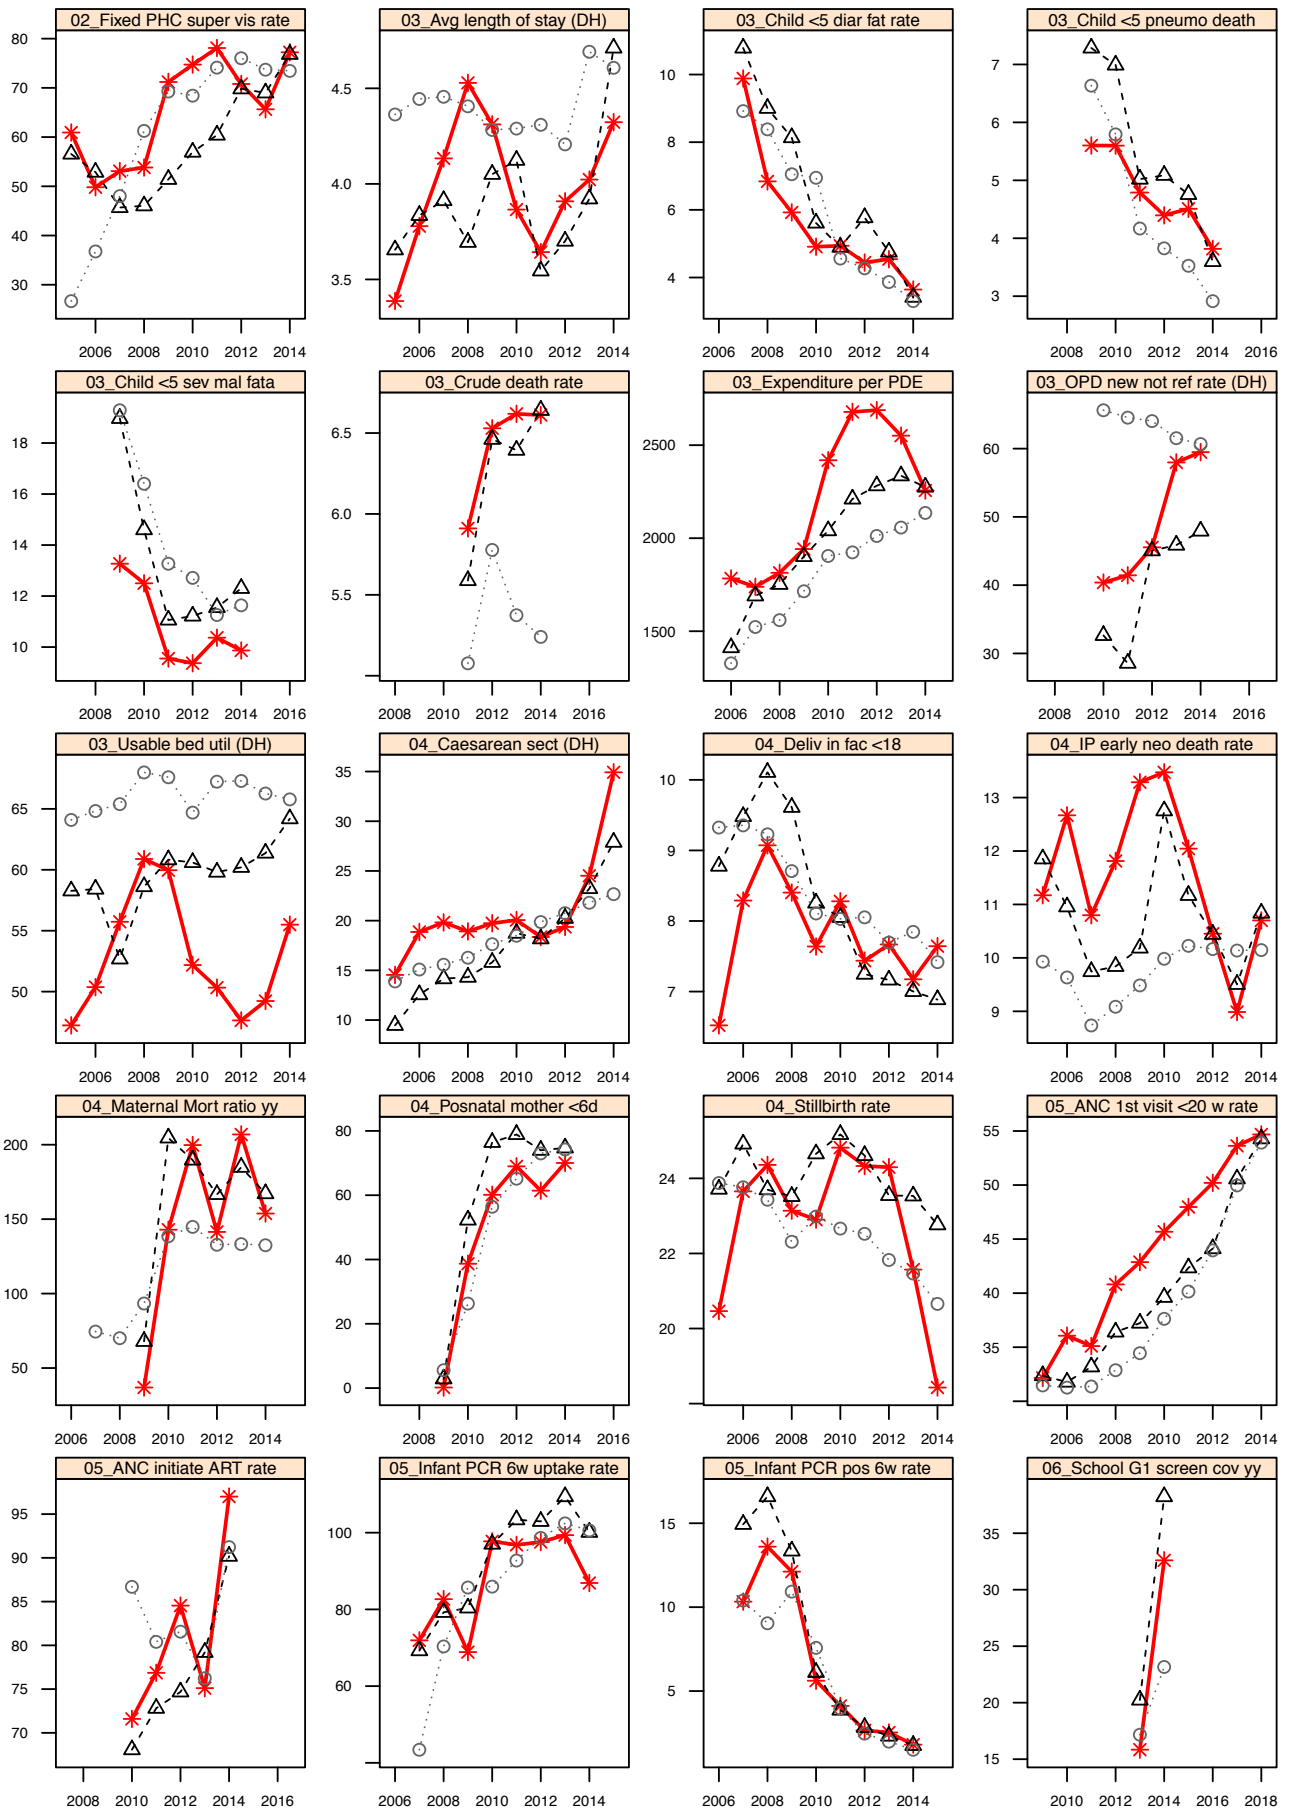 02_Fixed PHC super vis rate
80
70
60
50
40
30
2006 2008 2010 2012 2014
03_Avg length of stay (DH)
4.5
4.0
3.5
2006 2008 2010 2012 2014
03_Child <5 diar fat rate
10
8
6
4
2006 2008 2010 2012 2014
03_Child <5 pneumo death
7
6
5
4
3
2008 2010 2012 2014 2016
03_Child <5 sev mal fata
18
16
14
12
10
2008 2010 2012 2014 2016
03_Crude death rate
6.5
6.0
5.5
2008 2010 2012 2014 2016
03_Expenditure per PDE
2500
2000
1500
2006 2008 2010 2012 2014
03_OPD new not ref rate (DH)
60
50
40
30
2008 2010 2012 2014 2016
03_Usable bed util (DH)
65
60
55
50
2006 2008 2010 2012 2014
04_Caesarean sect (DH)
35
30
25
20
15
10
2006 2008 2010 2012 2014
04_Deliv in fac <18
10
9
8
7
2006 2008 2010 2012 2014
04_IP early neo death rate
13
12
11
10
9
2006 2008 2010 2012 2014
04_Maternal Mort ratio yy
200
150
100
50
2006 2008 2010 2012 2014
04_Posnatal mother <6d
80
60
40
20
0
2008 2010 2012 2014 2016
04_Stillbirth rate
24
22
20
2006 2008 2010 2012 2014
05_ANC 1st visit <20 w rate
55
50
45
40
35
2006 2008 2010 2012 2014
05_ANC initiate ART rate
95
90
85
80
75
70
2008 2010 2012 2014 2016
05_Infant PCR 6w uptake rate
100
80
60
2006 2008 2010 2012 2014
05_Infant PCR pos 6w rate
15
10
5
2006 2008 2010 2012 2014
06_School G1 screen cov yy
35
30
25
20
15
2010 2012 2014 2016 2018